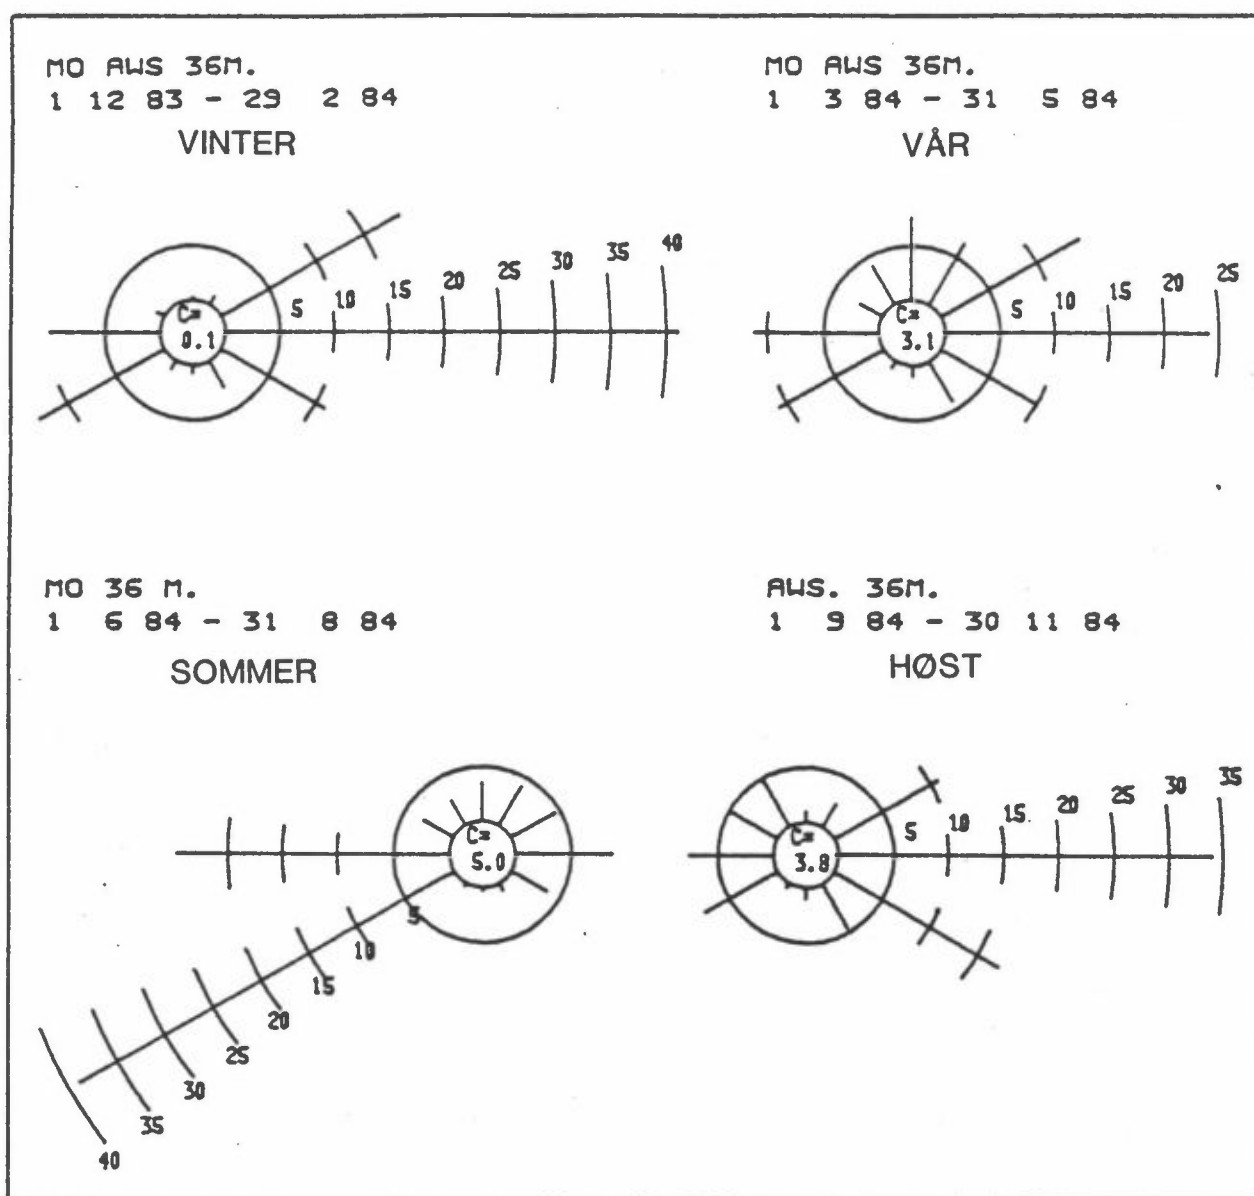 MO AWS 36M.
1 12 83 - 29 2 84
VINTER
C=
0.1
5
10
15
20
25
30
35
40
MO AWS 36M.
1 3 84 - 31 5 84
VÅR
C=
3.1
5
10
15
20
25
MO 36 M.
1 6 84 - 31 8 84
SOMMER
C=
5.0
5
10
15
20
25
30
35
40
AWS. 36M.
1 9 84 - 30 11 84
HØST
C=
3.8
5
10
15
20
25
30
35